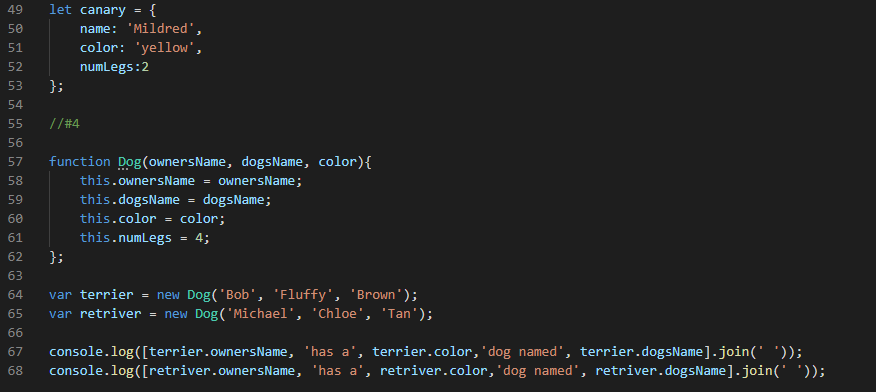 49 let canary = {
50     name: 'Mildred',
51     color: 'yellow',
52     numLegs:2
53 };
54
55 //#4
56
57 function Dog(ownersName, dogsName, color){
58     this.ownersName = ownersName;
59     this.dogsName = dogsName;
60     this.color = color;
61     this.numLegs = 4;
62 };
63
64 var terrier = new Dog('Bob', 'Fluffy', 'Brown');
65 var retriver = new Dog('Michael', 'Chloe', 'Tan');
66
67 console.log([terrier.ownersName, 'has a', terrier.color,'dog named', terrier.dogsName].join(' '));
68 console.log([retriver.ownersName, 'has a', retriver.color,'dog named', retriver.dogsName].join(' '));